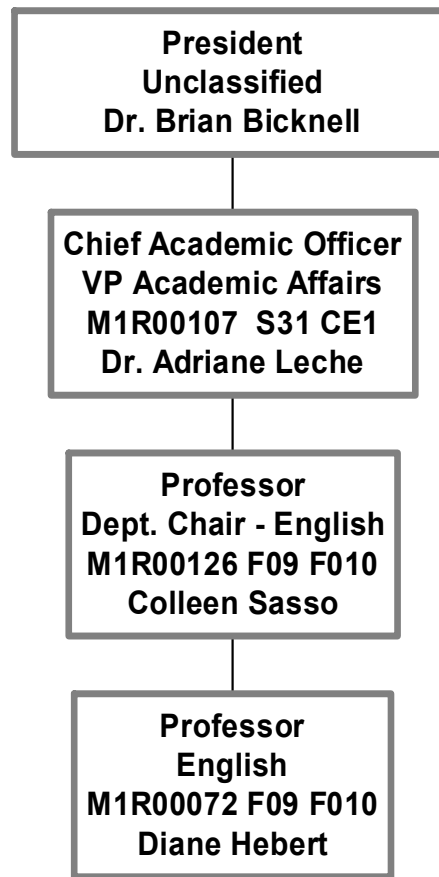 President
Unclassified
Dr. Brian Bicknell
Chief Academic Officer
VP Academic Affairs
M1R00107 S31 CE1
Dr. Adriane Leche
Professor
Dept. Chair - English
M1R00126 F09 F010
Colleen Sasso
Professor
English
M1R00072 F09 F010
Diane Hebert